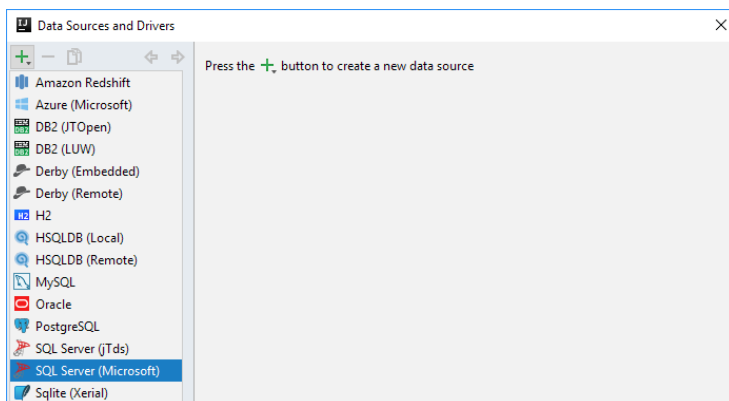 Data Sources and Drivers
Press the + button to create a new data source
Amazon Redshift
Azure (Microsoft)
DB2 (JTOpen)
DB2 (LUW)
Derby (Embedded)
Derby (Remote)
H2
HSQLDB (Local)
HSQLDB (Remote)
MySQL
Oracle
PostgreSQL
SQL Server (jTds)
SQL Server (Microsoft)
Sqlite (Xerial)